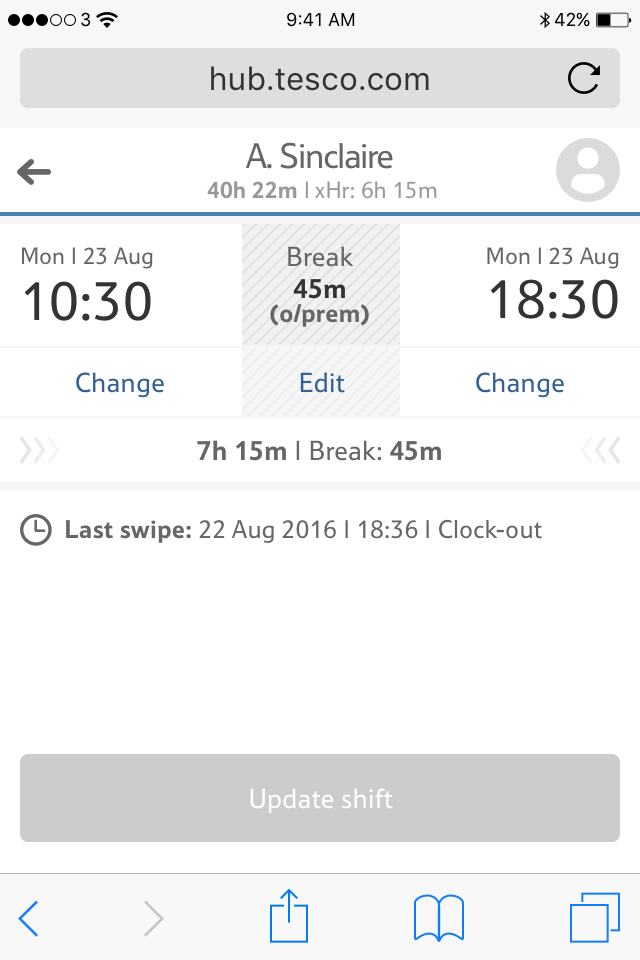 3 9:41 AM 42%
hub.tesco.com
A. Sinclaire
40h 22m | xHr: 6h 15m
Mon | 23 Aug Break Mon | 23 Aug
10:30 45m 18:30
(o/prem)
Change Edit Change
7h 15m | Break: 45m
Last swipe: 22 Aug 2016 | 18:36 | Clock-out
Update shift